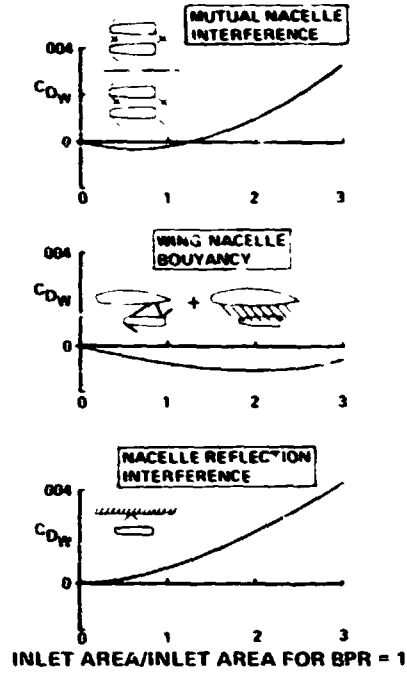 MUTUAL NACELLE
INTERFERENCE
004
CDW
0
0 1 2 3
WING NACELLE
BOUYANCY
004
CDW
+
0
0 1 2 3
NACELLE REFLECTION
INTERFERENCE
004
CDW
0
0 1 2 3
INLET AREA/INLET AREA FOR BPR = 1